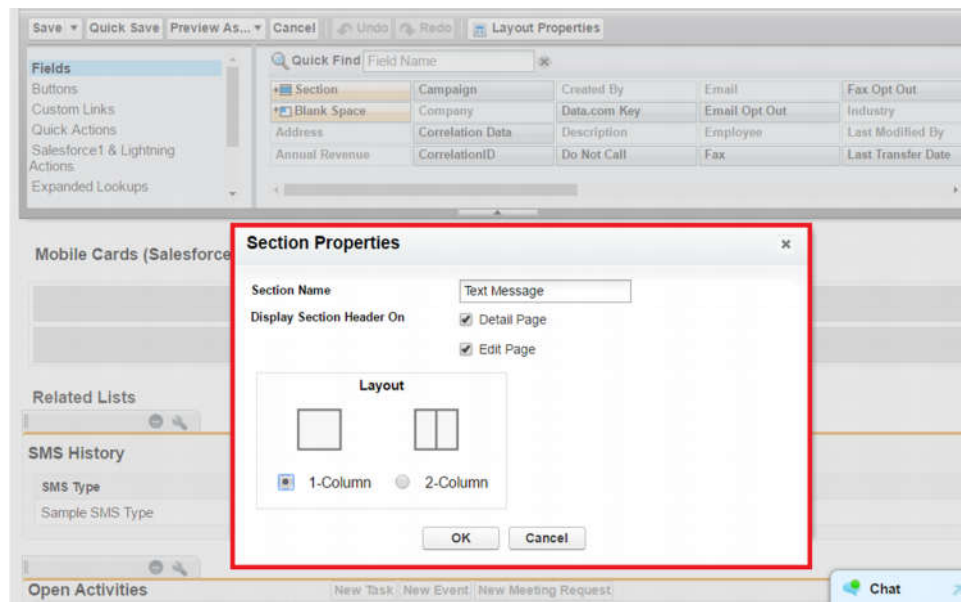 Save Quick Save Preview As... Cancel Undo Redo Layout Properties
Fields
Buttons
Custom Links
Quick Actions
Salesforce1 & Lightning
Actions
Expanded Lookups
Quick Find Field Name
Section Campaign Created By Email Fax Opt Out
Blank Space Company Data.com Key Email Opt Out Industry
Address Correlation Data Description Employee Last Modified By
Annual Revenue CorrelationID Do Not Call Fax Last Transfer Date
Mobile Cards (Salesforce
Section Properties
Section Name Text Message
Display Section Header On Detail Page
Edit Page
Layout
1-Column 2-Column
OK Cancel
Related Lists
SMS History
SMS Type
Sample SMS Type
Open Activities New Task New Event New Meeting Request
Chat